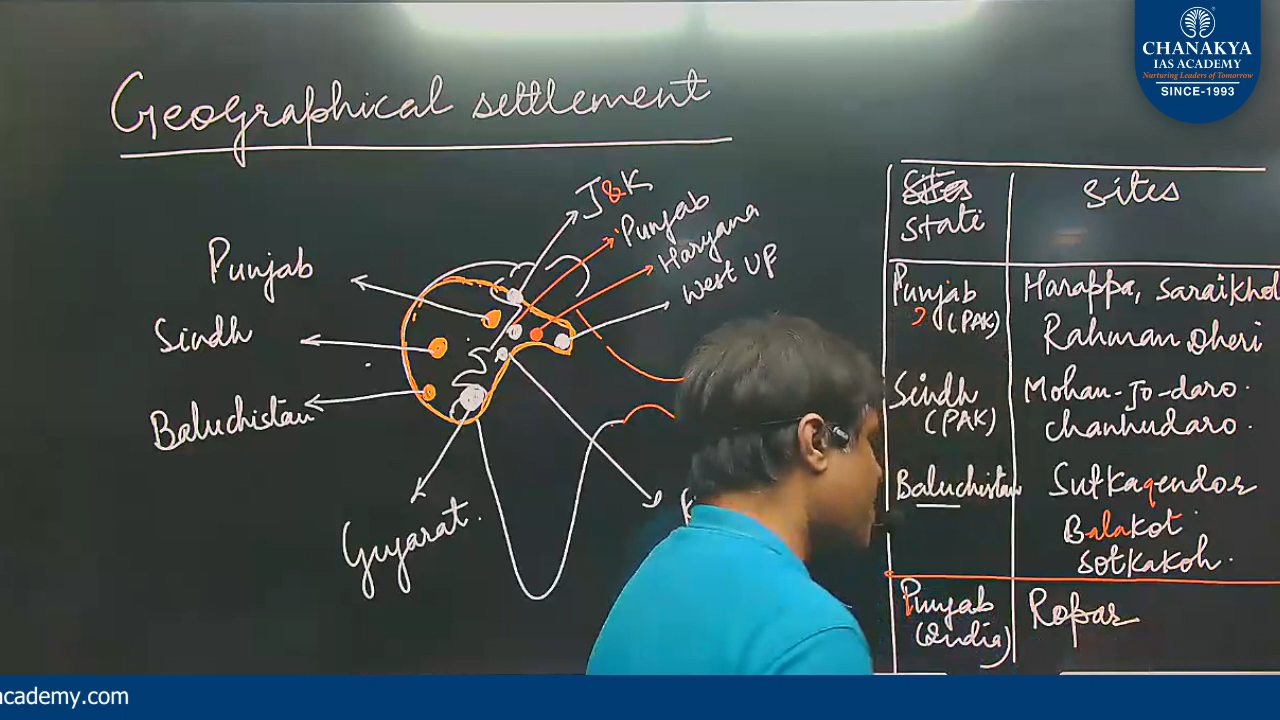 CHANAKYA
IAS ACADEMY
Nurturing Leaders of Tomorrow
SINCE-1993
Geographical settlement
J&K
Punjab
Haryana
West UP
Punjab
Sindh
Baluchistan
Gujarat.
State
Sites
Punjab
(PAK)
Harappa, Saraikhol
Rahman Dheri
Sindh
(PAK)
Mohan-Jo-daro.
Chanhudaro.
Baluchistan
Sutkagendor
Balakot
Sotkakoh.
Punjab
(India)
Ropar
academy.com